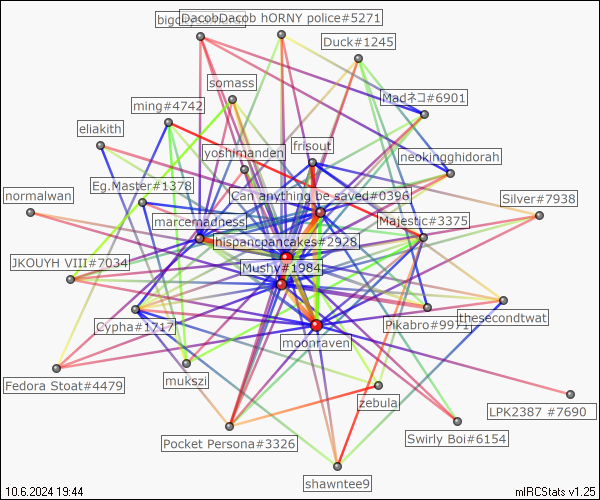 DacobDacob hORNY police#5271
Duck#1245
somass
Madネコ#6901
ming#4742
eliakith
frisout
yoshimanden
neokingghidorah
Eg.Master#1378
normalwan
Can anything be saved#0396
Silver#7938
marcemadness
Majestic#3375
hispancpancakes#2928
JKOUYH VIII#7034
Mushy#1984
Cypha#1717
Pikabro#9971
thesecondtwat
moonraven
Fedora Stoat#4479
mukszi
zebula
LPK2387 #7690
Pocket Persona#3326
Swirly Boi#6154
shawntee9
10.6.2024 19:44
mIRCStats v1.25